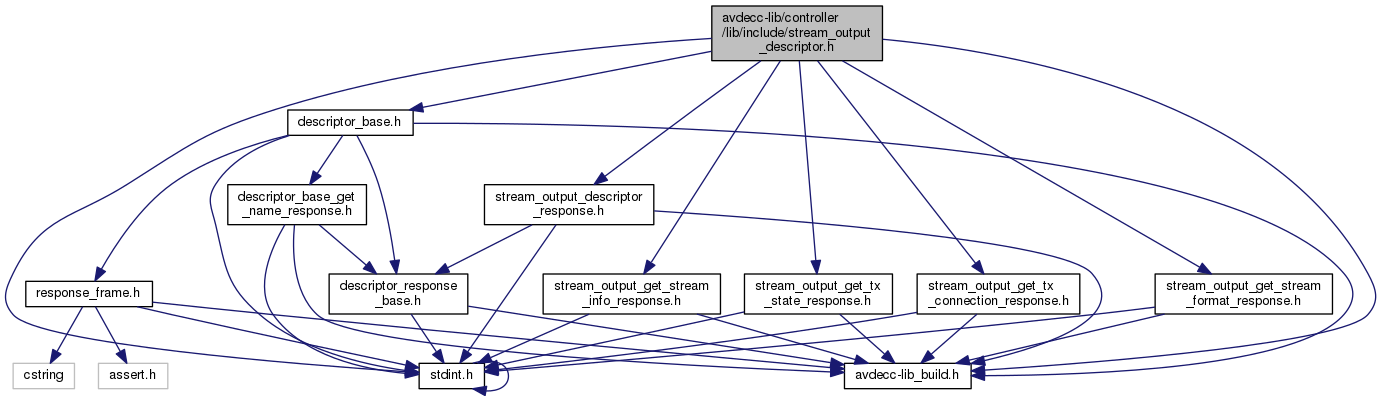 avdecc-lib/controller
/lib/include/stream_output
_descriptor.h
descriptor_base.h
descriptor_base_get
_name_response.h
stream_output_descriptor
_response.h
response_frame.h
descriptor_response
_base.h
stream_output_get_stream
_info_response.h
stream_output_get_tx
_state_response.h
stream_output_get_tx
_connection_response.h
stream_output_get_stream
_format_response.h
cstring
assert.h
stdint.h
avdecc-lib_build.h